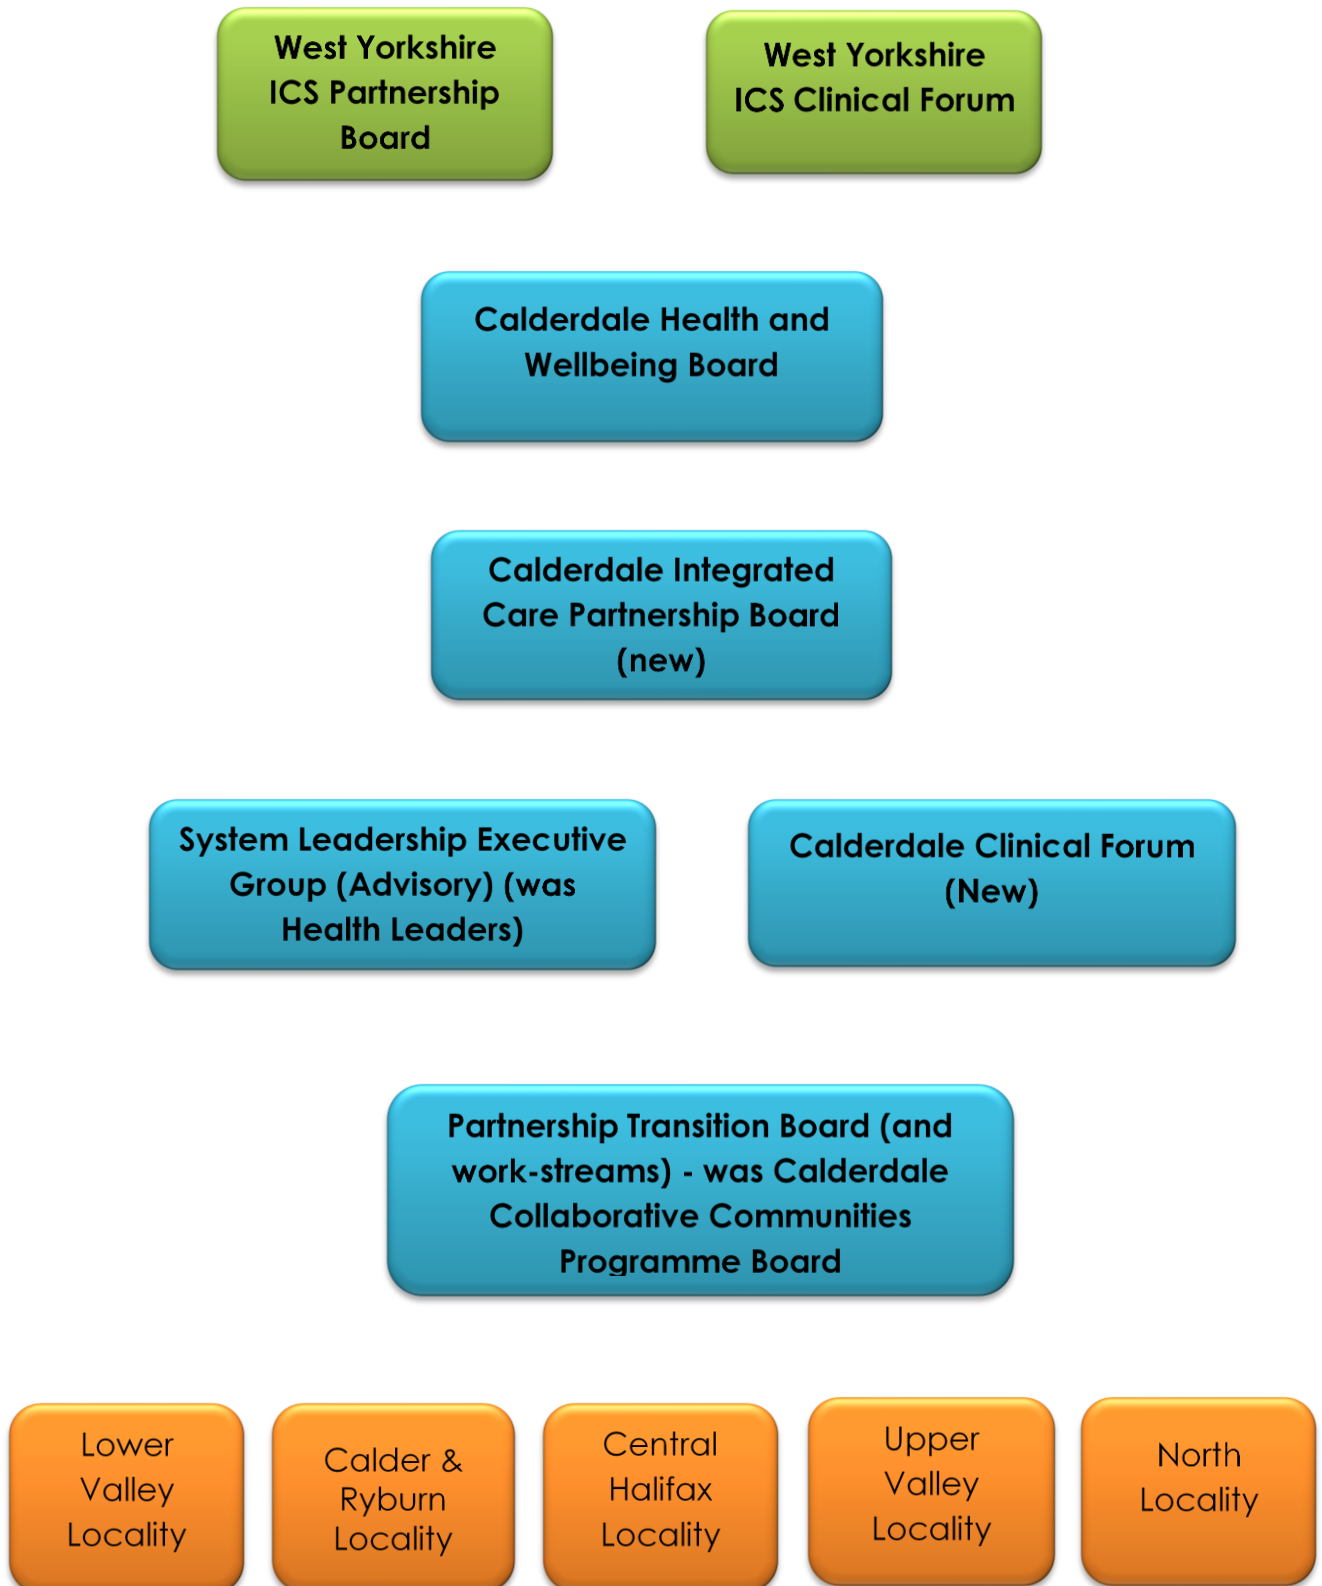 West Yorkshire
ICS Partnership
Board
West Yorkshire
ICS Clinical Forum
Calderdale Health and
Wellbeing Board
Calderdale Integrated
Care Partnership Board
(new)
System Leadership Executive
Group (Advisory) (was
Health Leaders)
Calderdale Clinical Forum
(New)
Partnership Transition Board (and
work-streams) - was Calderdale
Collaborative Communities
Programme Board
Lower
Valley
Locality
Calder &
Ryburn
Locality
Central
Halifax
Locality
Upper
Valley
Locality
North
Locality